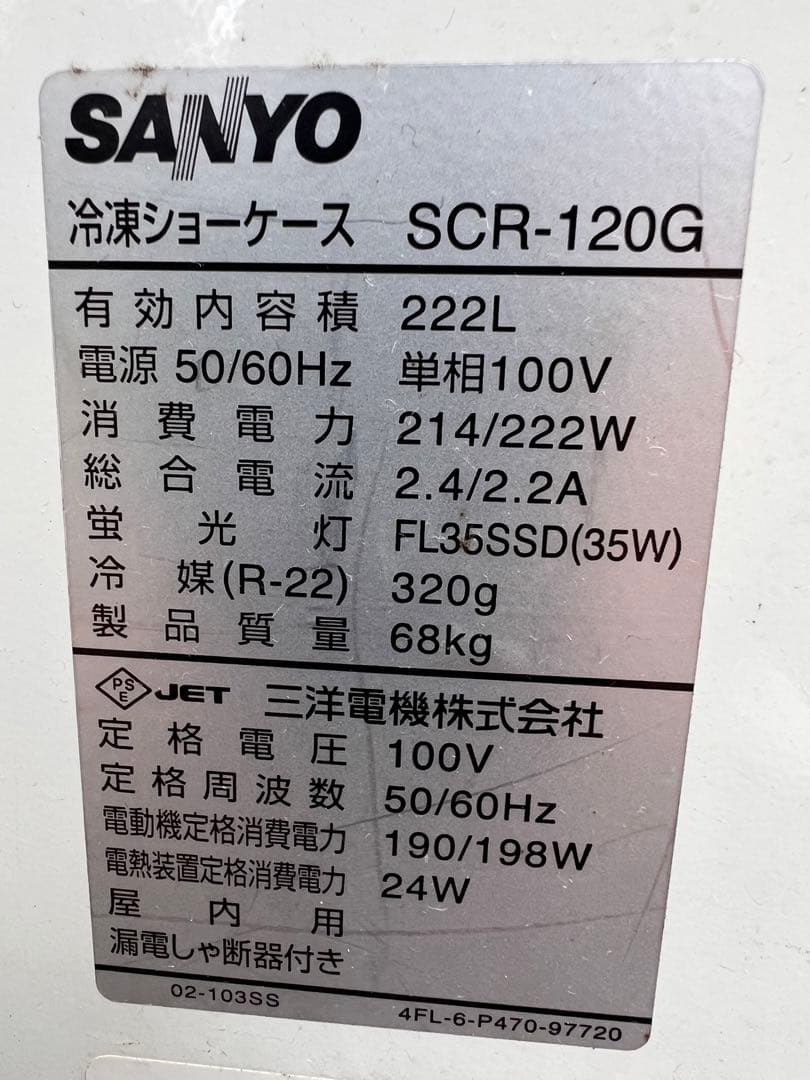 SANYO
冷凍ショーケース SCR-120G
有効内容積 222L
電源 50/60Hz 単相100V
消費電力 214/222W
総合電流 2.4/2.2A
蛍光灯 FL35SSD(35W)
冷媒(R-22) 320g
製品質量 68kg
PSE JET 三洋電機株式会社
定格電圧 100V
定格周波数 50/60Hz
電動機定格消費電力 190/198W
電熱装置定格消費電力 24W
屋内用
漏電しゃ断器付き
02-103SS 4FL-6-P470-97720